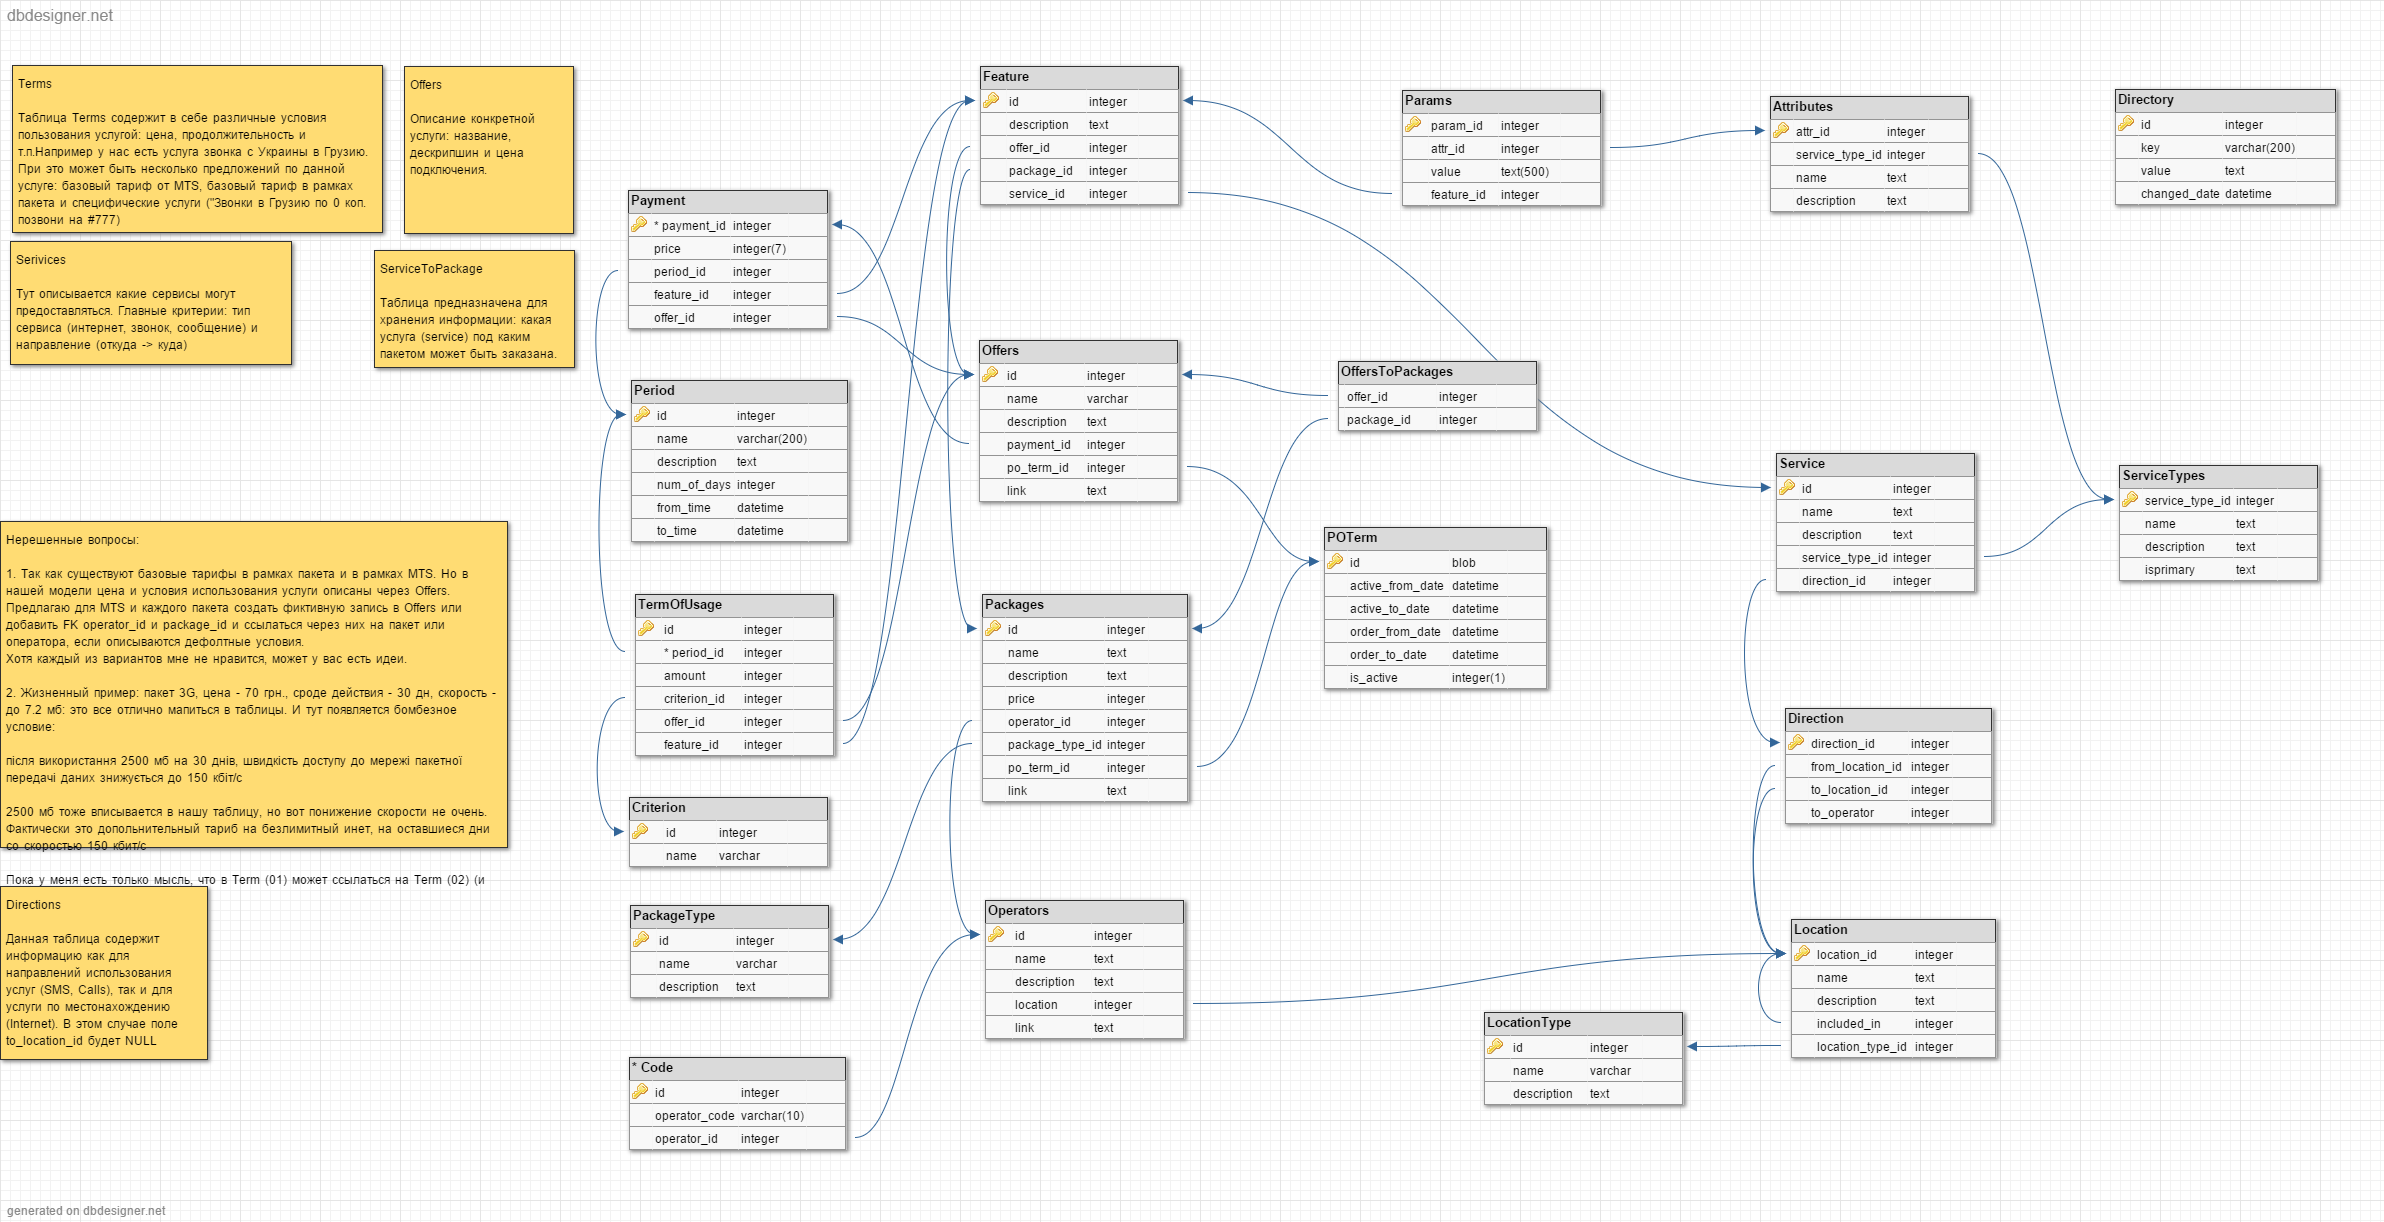 dbdesigner.net
Terms
Таблица Terms содержит в себе различные условия
пользования услугой: цена, продолжительность и
т.п.Например у нас есть услуга звонка с Украины в Грузию.
При это может быть несколько предложений по данной
услуге: базовый тариф от MTS, базовый тариф в рамках
пакета и специфические услуги ("Звонки в Грузию по 0 коп.
позвони на #777)
Offers
Описание конкретной
услуги: название,
дескрипшин и цена
подключения.
Serivices
Тут описывается какие сервисы могут
предоставляться. Главные критерии: тип
сервиса (интернет, звонок, сообщение) и
направление (откуда -> куда)
ServiceToPackage
Таблица предназначена для
хранения информации: какая
услуга (service) под каким
пакетом может быть заказана.
Нерешенные вопросы:
1. Так как существуют базовые тарифы в рамках пакета и в рамках MTS. Но в
нашей модели цена и условия использования услуги описаны через Offers.
Предлагаю для MTS и каждого пакета создать фиктивную запись в Offers или
добавить FK operator_id и package_id и ссылаться через них на пакет или
оператора, если описываются дефолтные условия.
Хотя каждый из вариантов мне не нравится, может у вас есть идеи.
2. Жизненный пример: пакет 3G, цена - 70 грн., сроде действия - 30 дн, скорость -
до 7.2 мб: это все отлично мапиться в таблицы. И тут появляется бомбезное
условие:
після використання 2500 мб на 30 днів, швидкість доступу до мережі пакетної
передачі даних знижується до 150 кбіт/с
2500 мб тоже вписывается в нашу таблицу, но вот понижение скорости не очень.
Фактически это допольнительный тариб на безлимитный инет, на оставшиеся дни
со скоростью 150 кбит/с
Пока у меня есть только мысль, что в Term (01) может ссылаться на Term (02) (и
Directions
Данная таблица содержит
информацию как для
направлений использования
услуг (SMS, Calls), так и для
услуги по местонахождению
(Internet). В этом случае поле
to_location_id будет NULL
Payment
* payment_id integer
price integer(7)
period_id integer
feature_id integer
offer_id integer
Period
id integer
name varchar(200)
description text
num_of_days integer
from_time datetime
to_time datetime
TermOfUsage
id integer
* period_id integer
amount integer
criterion_id integer
offer_id integer
feature_id integer
Criterion
id integer
name varchar
PackageType
id integer
name varchar
description text
* Code
id integer
operator_code varchar(10)
operator_id integer
Feature
id integer
description text
offer_id integer
package_id integer
service_id integer
Offers
id integer
name varchar
description text
payment_id integer
po_term_id integer
link text
Packages
id integer
name text
description text
price integer
operator_id integer
package_type_id integer
po_term_id integer
link text
Operators
id integer
name text
description text
location integer
link text
Params
param_id integer
attr_id integer
value text(500)
feature_id integer
OffersToPackages
offer_id integer
package_id integer
POTerm
id blob
active_from_date datetime
active_to_date datetime
order_from_date datetime
order_to_date datetime
is_active integer(1)
LocationType
id integer
name varchar
description text
Attributes
attr_id integer
service_type_id integer
name text
description text
Service
id integer
name text
description text
service_type_id integer
direction_id integer
Direction
direction_id integer
from_location_id integer
to_location_id integer
to_operator integer
Location
location_id integer
name text
description text
included_in integer
location_type_id integer
Directory
id integer
key varchar(200)
value text
changed_date datetime
ServiceTypes
service_type_id integer
name text
description text
isprimary text
generated on dbdesigner.net